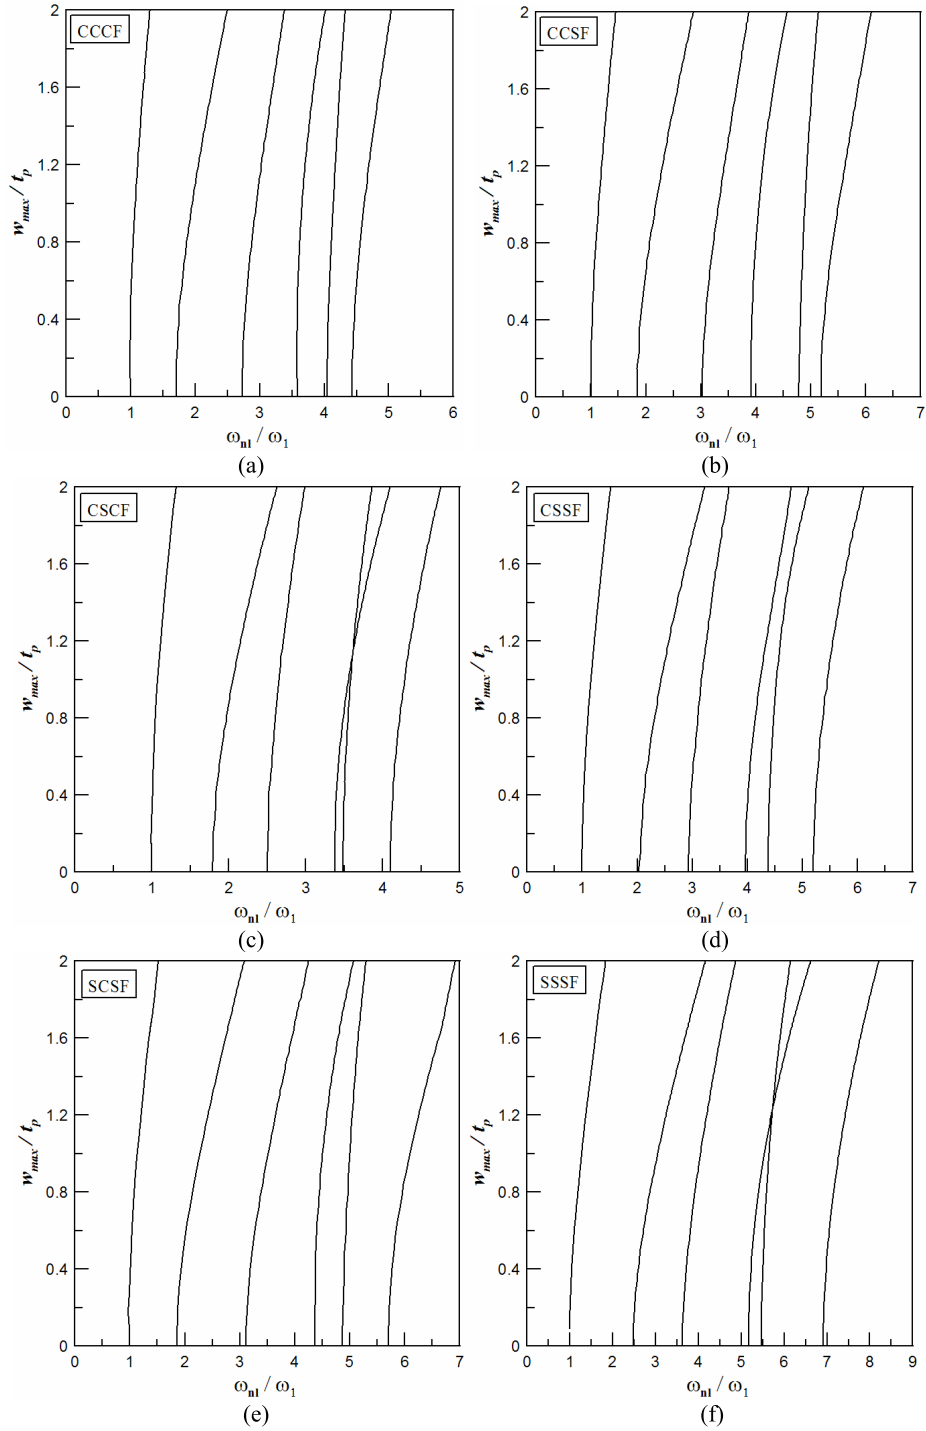 CCCF
2
1.6
1.2
0.8
0.4
0
w_max / t_p
0 1 2 3 4 5 6
ω_nl / ω_1
(a)
CCSF
2
1.6
1.2
0.8
0.4
0
w_max / t_p
0 1 2 3 4 5 6 7
ω_nl / ω_1
(b)
CSCF
2
1.6
1.2
0.8
0.4
0
w_max / t_p
0 1 2 3 4 5
ω_nl / ω_1
(c)
CSSF
2
1.6
1.2
0.8
0.4
0
w_max / t_p
0 1 2 3 4 5 6 7
ω_nl / ω_1
(d)
SCSF
2
1.6
1.2
0.8
0.4
0
w_max / t_p
0 1 2 3 4 5 6 7
ω_nl / ω_1
(e)
SSSF
2
1.6
1.2
0.8
0.4
0
w_max / t_p
0 1 2 3 4 5 6 7 8 9
ω_nl / ω_1
(f)